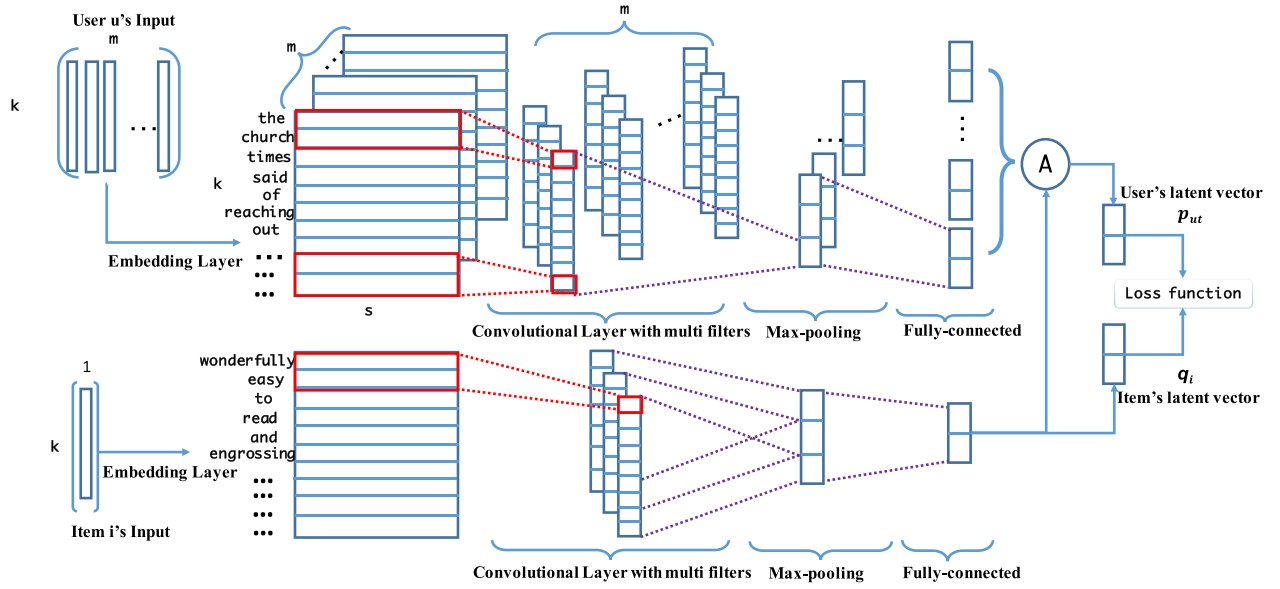 User u's Input
m
k
m
m
the
church
times
said
k
of
reaching
out
...
...
...
Embedding Layer
s
...
...
...
A
User's latent vector
p_{ut}
Loss function
Convolutional Layer with multi filters
Max-pooling
Fully-connected
1
k
Item i's Input
Embedding Layer
wonderfully
easy
to
read
and
engrossing
...
...
...
...
q_i
Item's latent vector
Convolutional Layer with multi filters
Max-pooling
Fully-connected